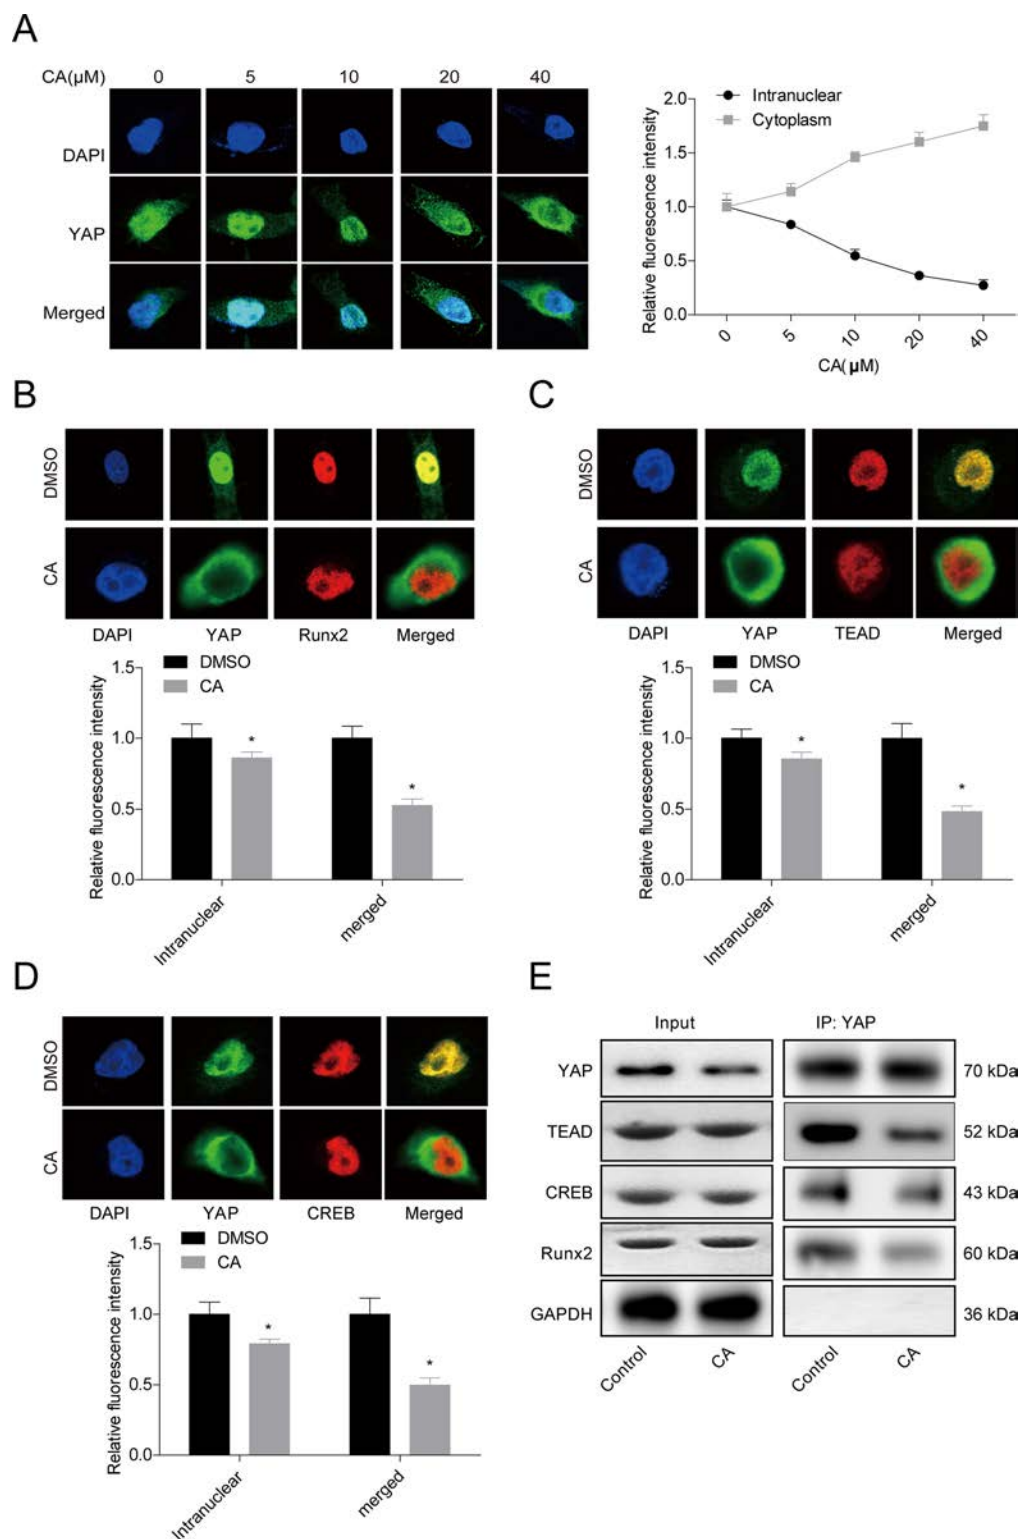 A
CA(μM) 0 5 10 20 40
DAPI
YAP
Merged
Relative fluorescence intensity
2.0
1.5
1.0
0.5
0.0
Intranuclear
Cytoplasm
0 5 10 20 40
CA(μM)
B
DMSO
CA
DAPI YAP Runx2 Merged
Relative fluorescence intensity
1.5
1.0
0.5
0.0
DMSO
CA
*
*
Intranuclear merged
C
DMSO
CA
DAPI YAP TEAD Merged
Relative fluorescence intensity
1.5
1.0
0.5
0.0
DMSO
CA
*
*
Intranuclear merged
D
DMSO
CA
DAPI YAP CREB Merged
Relative fluorescence intensity
1.5
1.0
0.5
0.0
DMSO
CA
*
*
Intranuclear merged
E
Input IP: YAP
YAP 70 kDa
TEAD 52 kDa
CREB 43 kDa
Runx2 60 kDa
GAPDH 36 kDa
Control CA Control CA